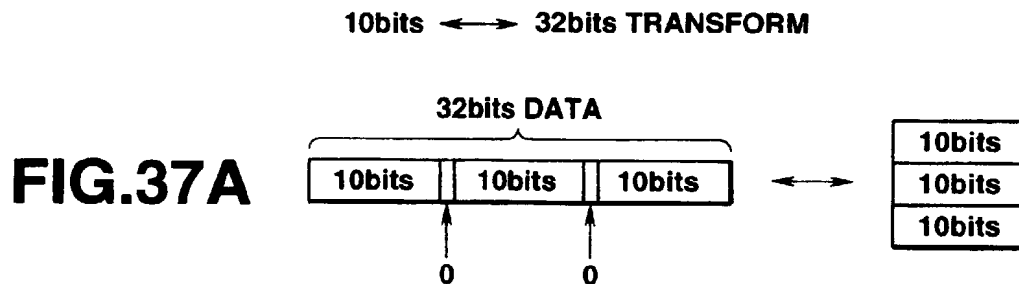 10bits ←→ 32bits TRANSFORM
32bits DATA
FIG.37A
10bits 10bits 10bits ←→
0 0
10bits
10bits
10bits